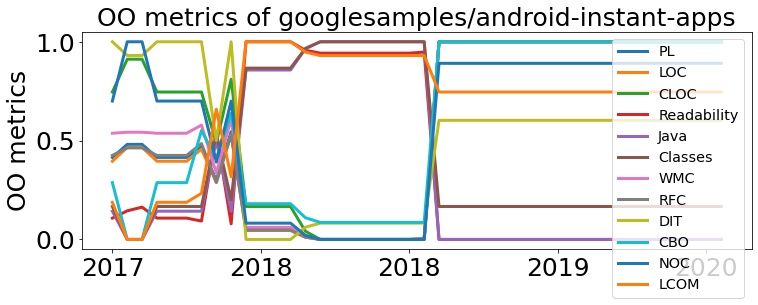 OO metrics of googlesamples/android-instant-apps
OO metrics
1.0
0.5
0.0
2017
2018
2018
2019
2020
PL
LOC
CLOC
Readability
Java
Classes
WMC
RFC
DIT
CBO
NOC
LCOM